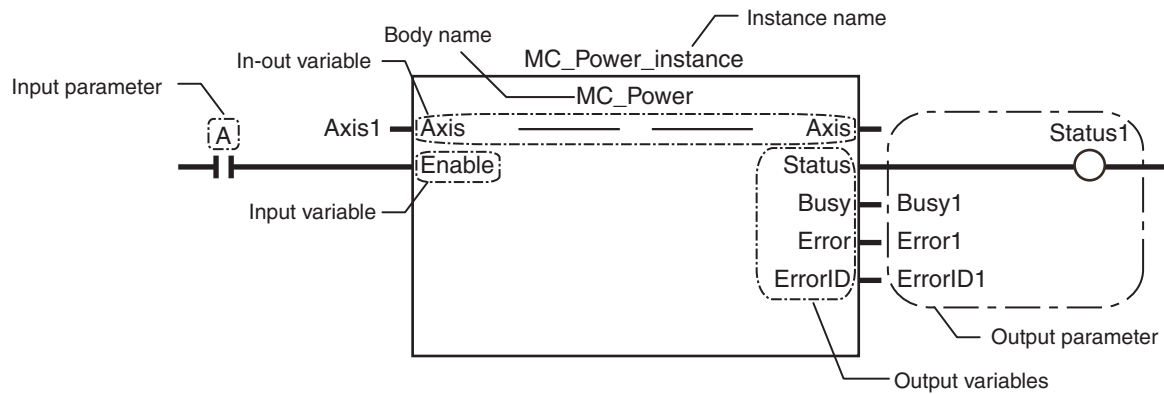 Instance name
Body name
MC_Power_instance
In-out variable
MC_Power
Input parameter
A
Axis1
Axis
Axis
Status1
Enable
Status
Input variable
Busy
Busy1
Error
Error1
ErrorID
ErrorID1
Output parameter
Output variables